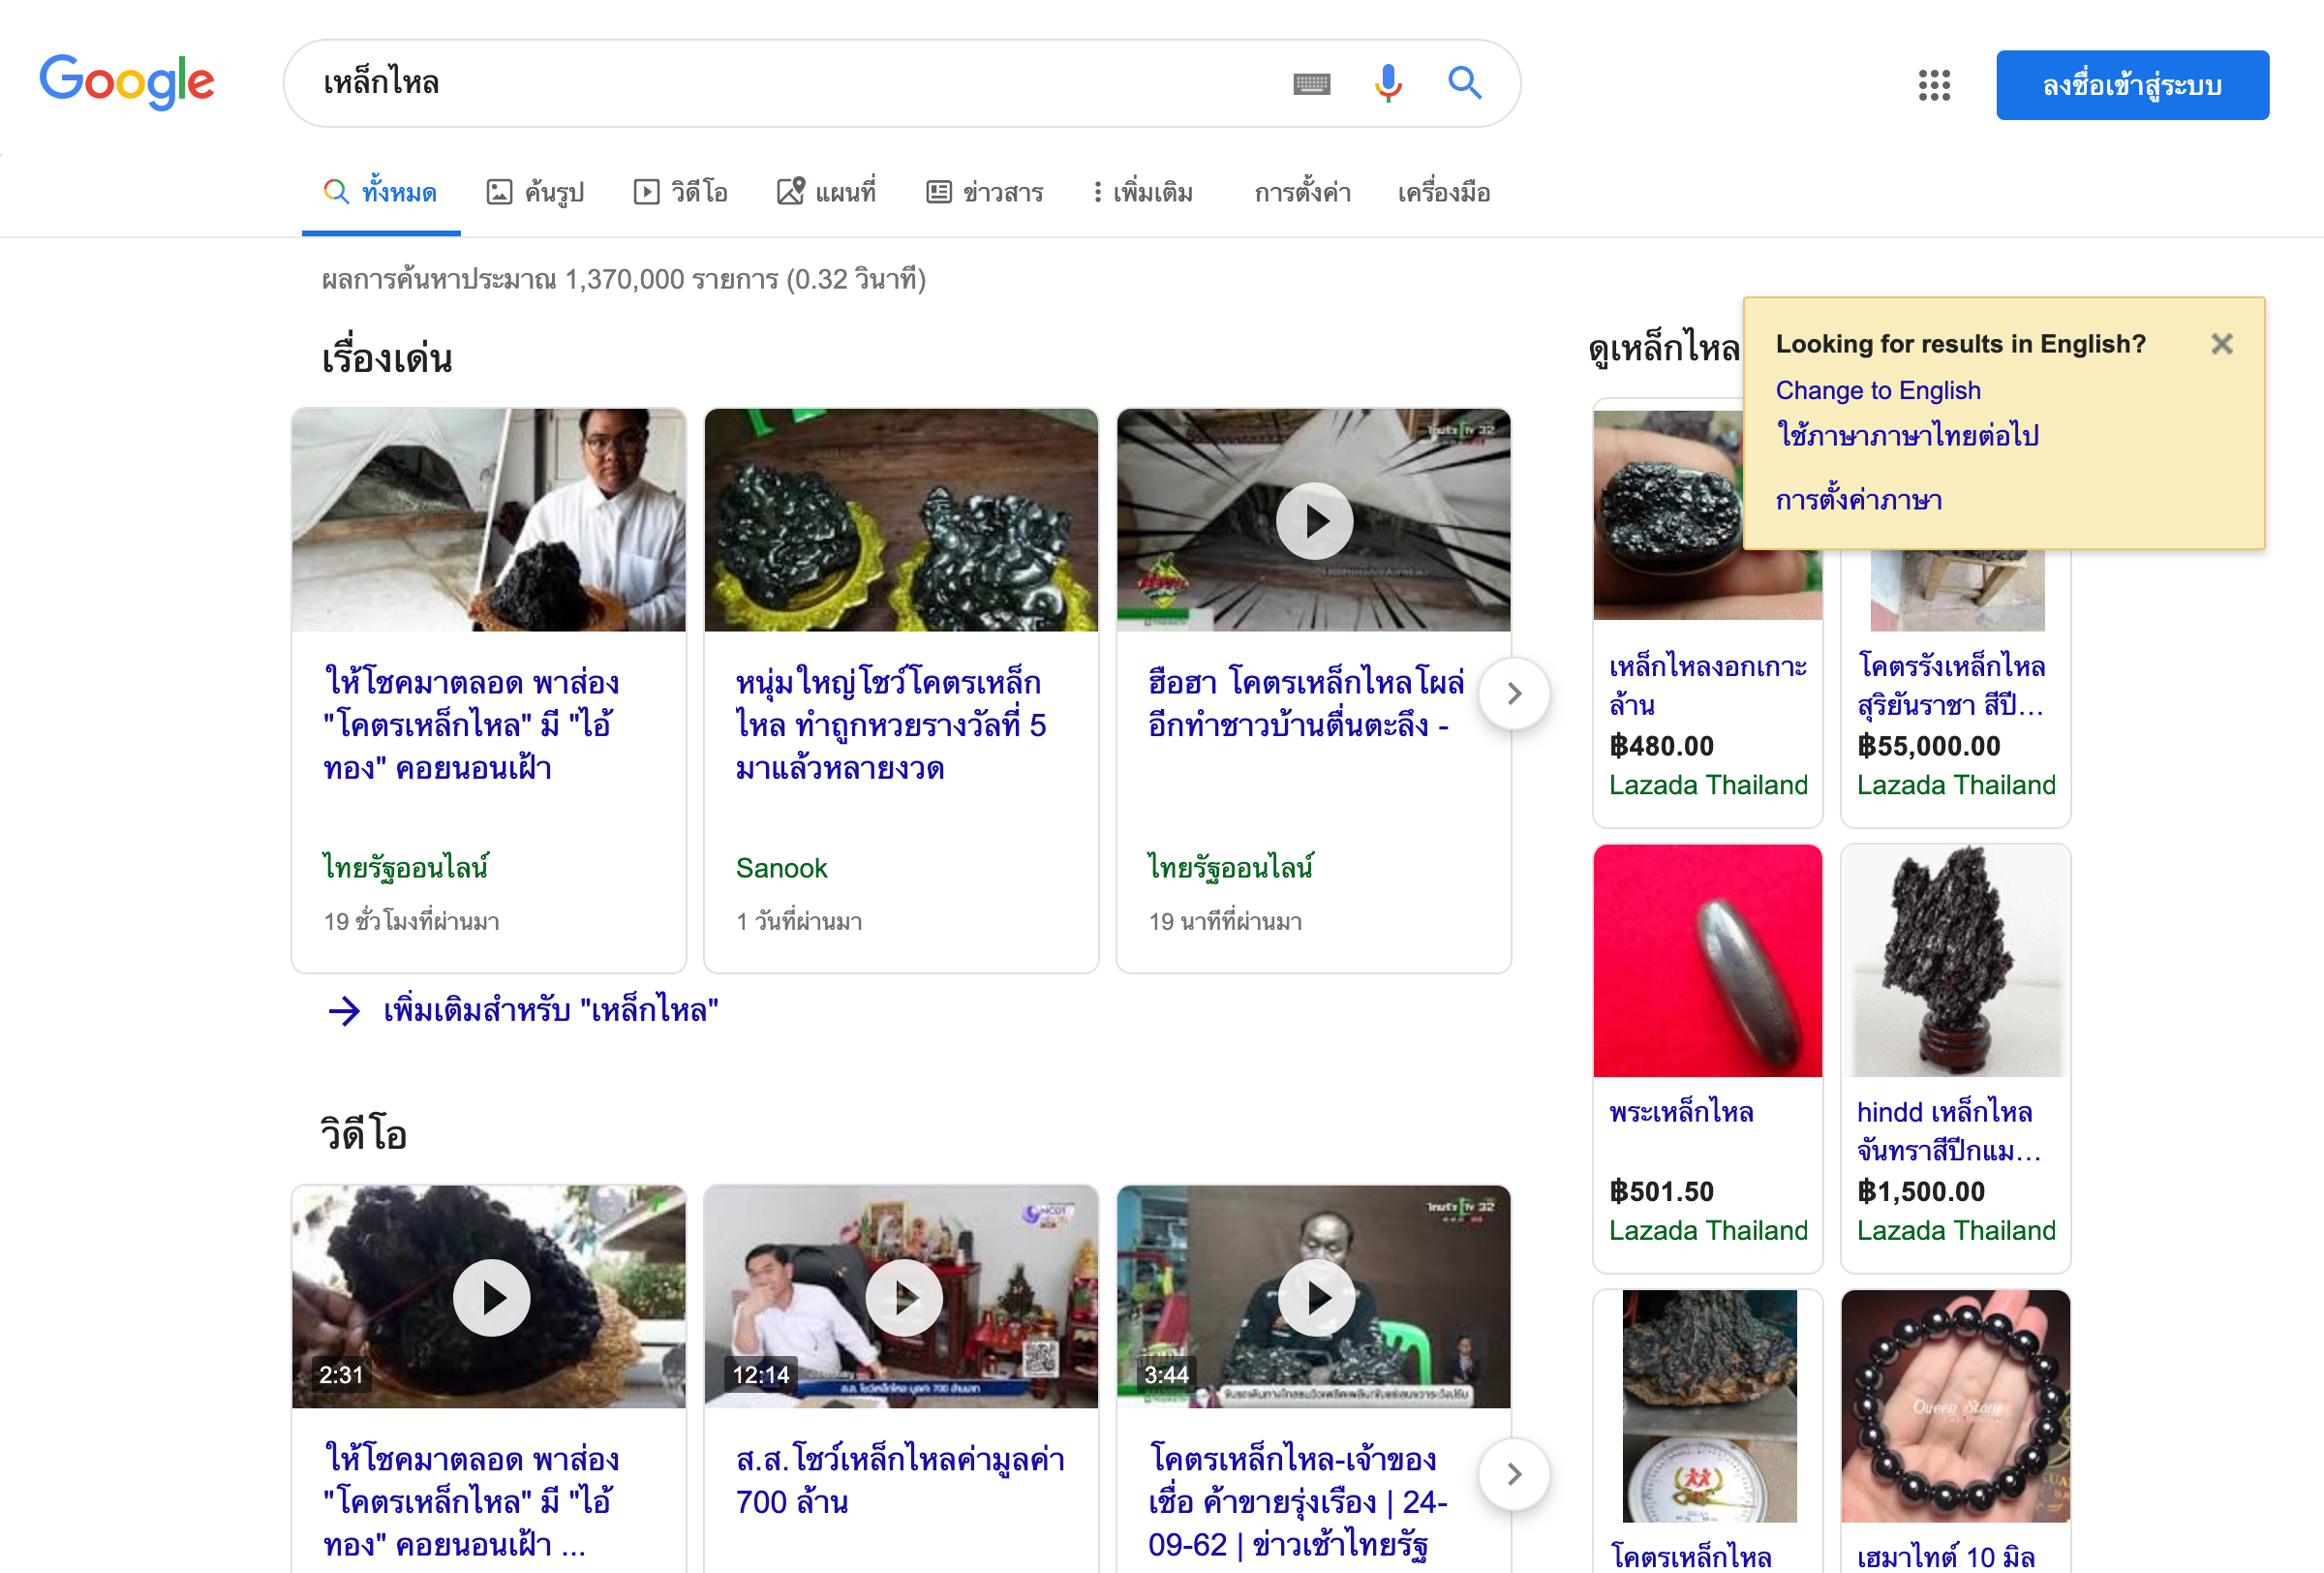 Google
เหล็กไหล
ลงชื่อเข้าสู่ระบบ
ทั้งหมด
ค้นรูป
วิดีโอ
แผนที่
ข่าวสาร
เพิ่มเติม
การตั้งค่า
เครื่องมือ
ผลการค้นหาประมาณ 1,370,000 รายการ (0.32 วินาที)
เรื่องเด่น
ให้โชคมาตลอด พาส่อง
"โคตรเหล็กไหล" มี "ไอ้
ทอง" คอยนอนเฝ้า
ไทยรัฐออนไลน์
19 ชั่วโมงที่ผ่านมา
หนุ่มใหญ่โชว์โคตรเหล็ก
ไหล ทำถูกหวยรางวัลที่ 5
มาแล้วหลายงวด
Sanook
1 วันที่ผ่านมา
ฮือฮา โคตรเหล็กไหลโผล่
อีกทำชาวบ้านตื่นตะลึง -
ไทยรัฐออนไลน์
19 นาทีที่ผ่านมา
เพิ่มเติมสำหรับ "เหล็กไหล"
วิดีโอ
2:31
ให้โชคมาตลอด พาส่อง
"โคตรเหล็กไหล" มี "ไอ้
ทอง" คอยนอนเฝ้า ...
12:14
ส.ส. โชว์เหล็กไหล มูลค่า 700 ล้านบาท
ส.ส.โชว์เหล็กไหลค่ามูลค่า
700 ล้าน
3:44
โคตรเหล็กไหล-เจ้าของ
เชื่อ ค้าขายรุ่งเรือง | 24-
09-62 | ข่าวเช้าไทยรัฐ
ดูเหล็กไหล
Looking for results in English?
Change to English
ใช้ภาษาภาษาไทยต่อไป
การตั้งค่าภาษา
เหล็กไหลงอกเกาะ
ล้าน
฿480.00
Lazada Thailand
โคตรรังเหล็กไหล
สุริยันราชา สีปี...
฿55,000.00
Lazada Thailand
พระเหล็กไหล
฿501.50
Lazada Thailand
hindd เหล็กไหล
จันทราสีปีกแม...
฿1,500.00
Lazada Thailand
โคตรเหล็กไหล
Queen Stone
เฮมาไทต์ 10 มิล